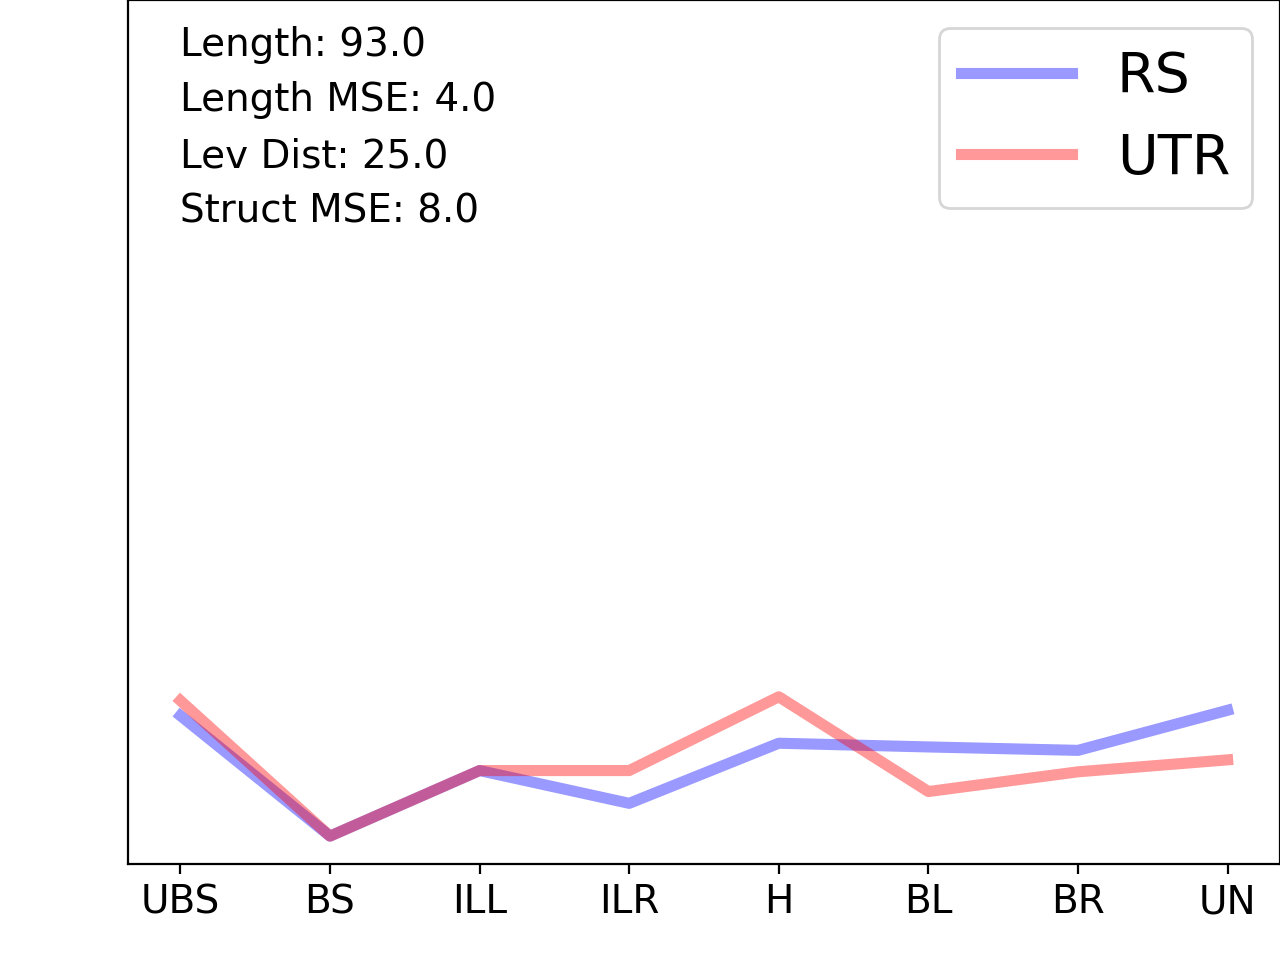 Length: 93.0
Length MSE: 4.0
Lev Dist: 25.0
Struct MSE: 8.0
RS
UTR
UBS BS ILL ILR H BL BR UN